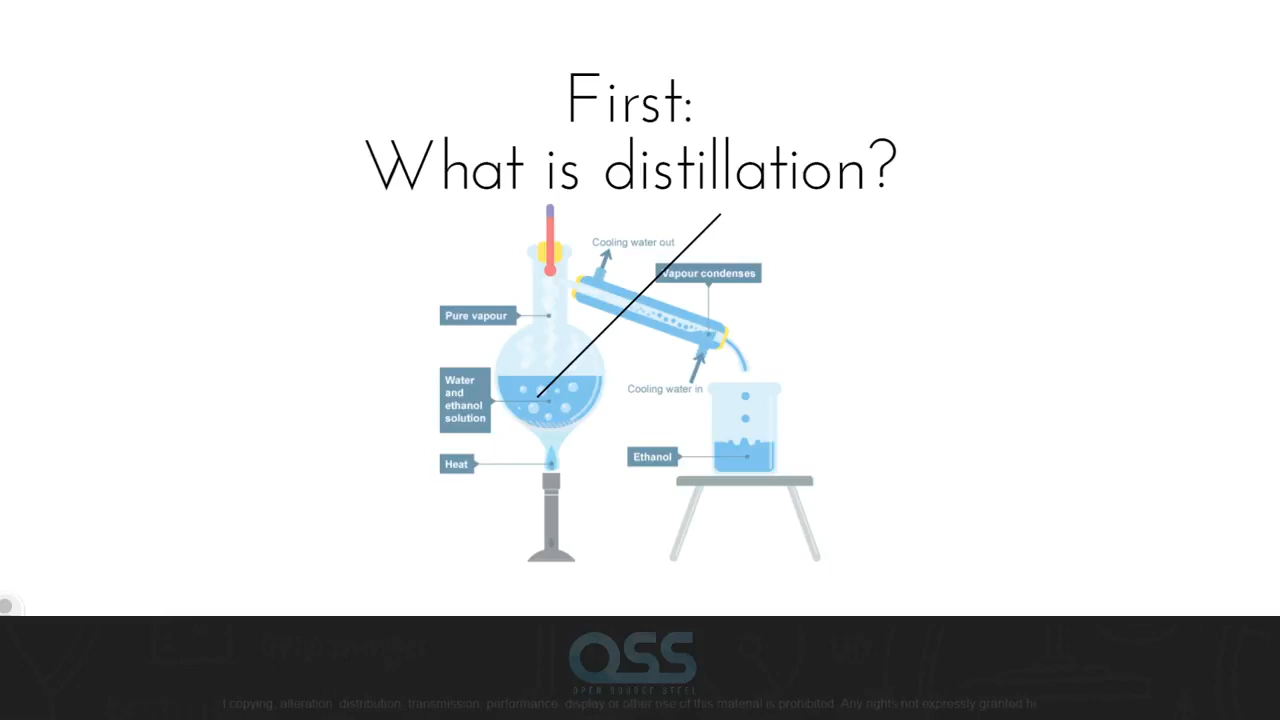 First:
What is distillation?
Cooling water out
Vapour condenses
Pure vapour
Water
and
ethanol
solution
Cooling water in
Heat
Ethanol
OSS
OPEN SOURCE STEEL
copying, alteration, distribution, transmission, performance, display or other use of this material is prohibited. Any rights not expressly granted